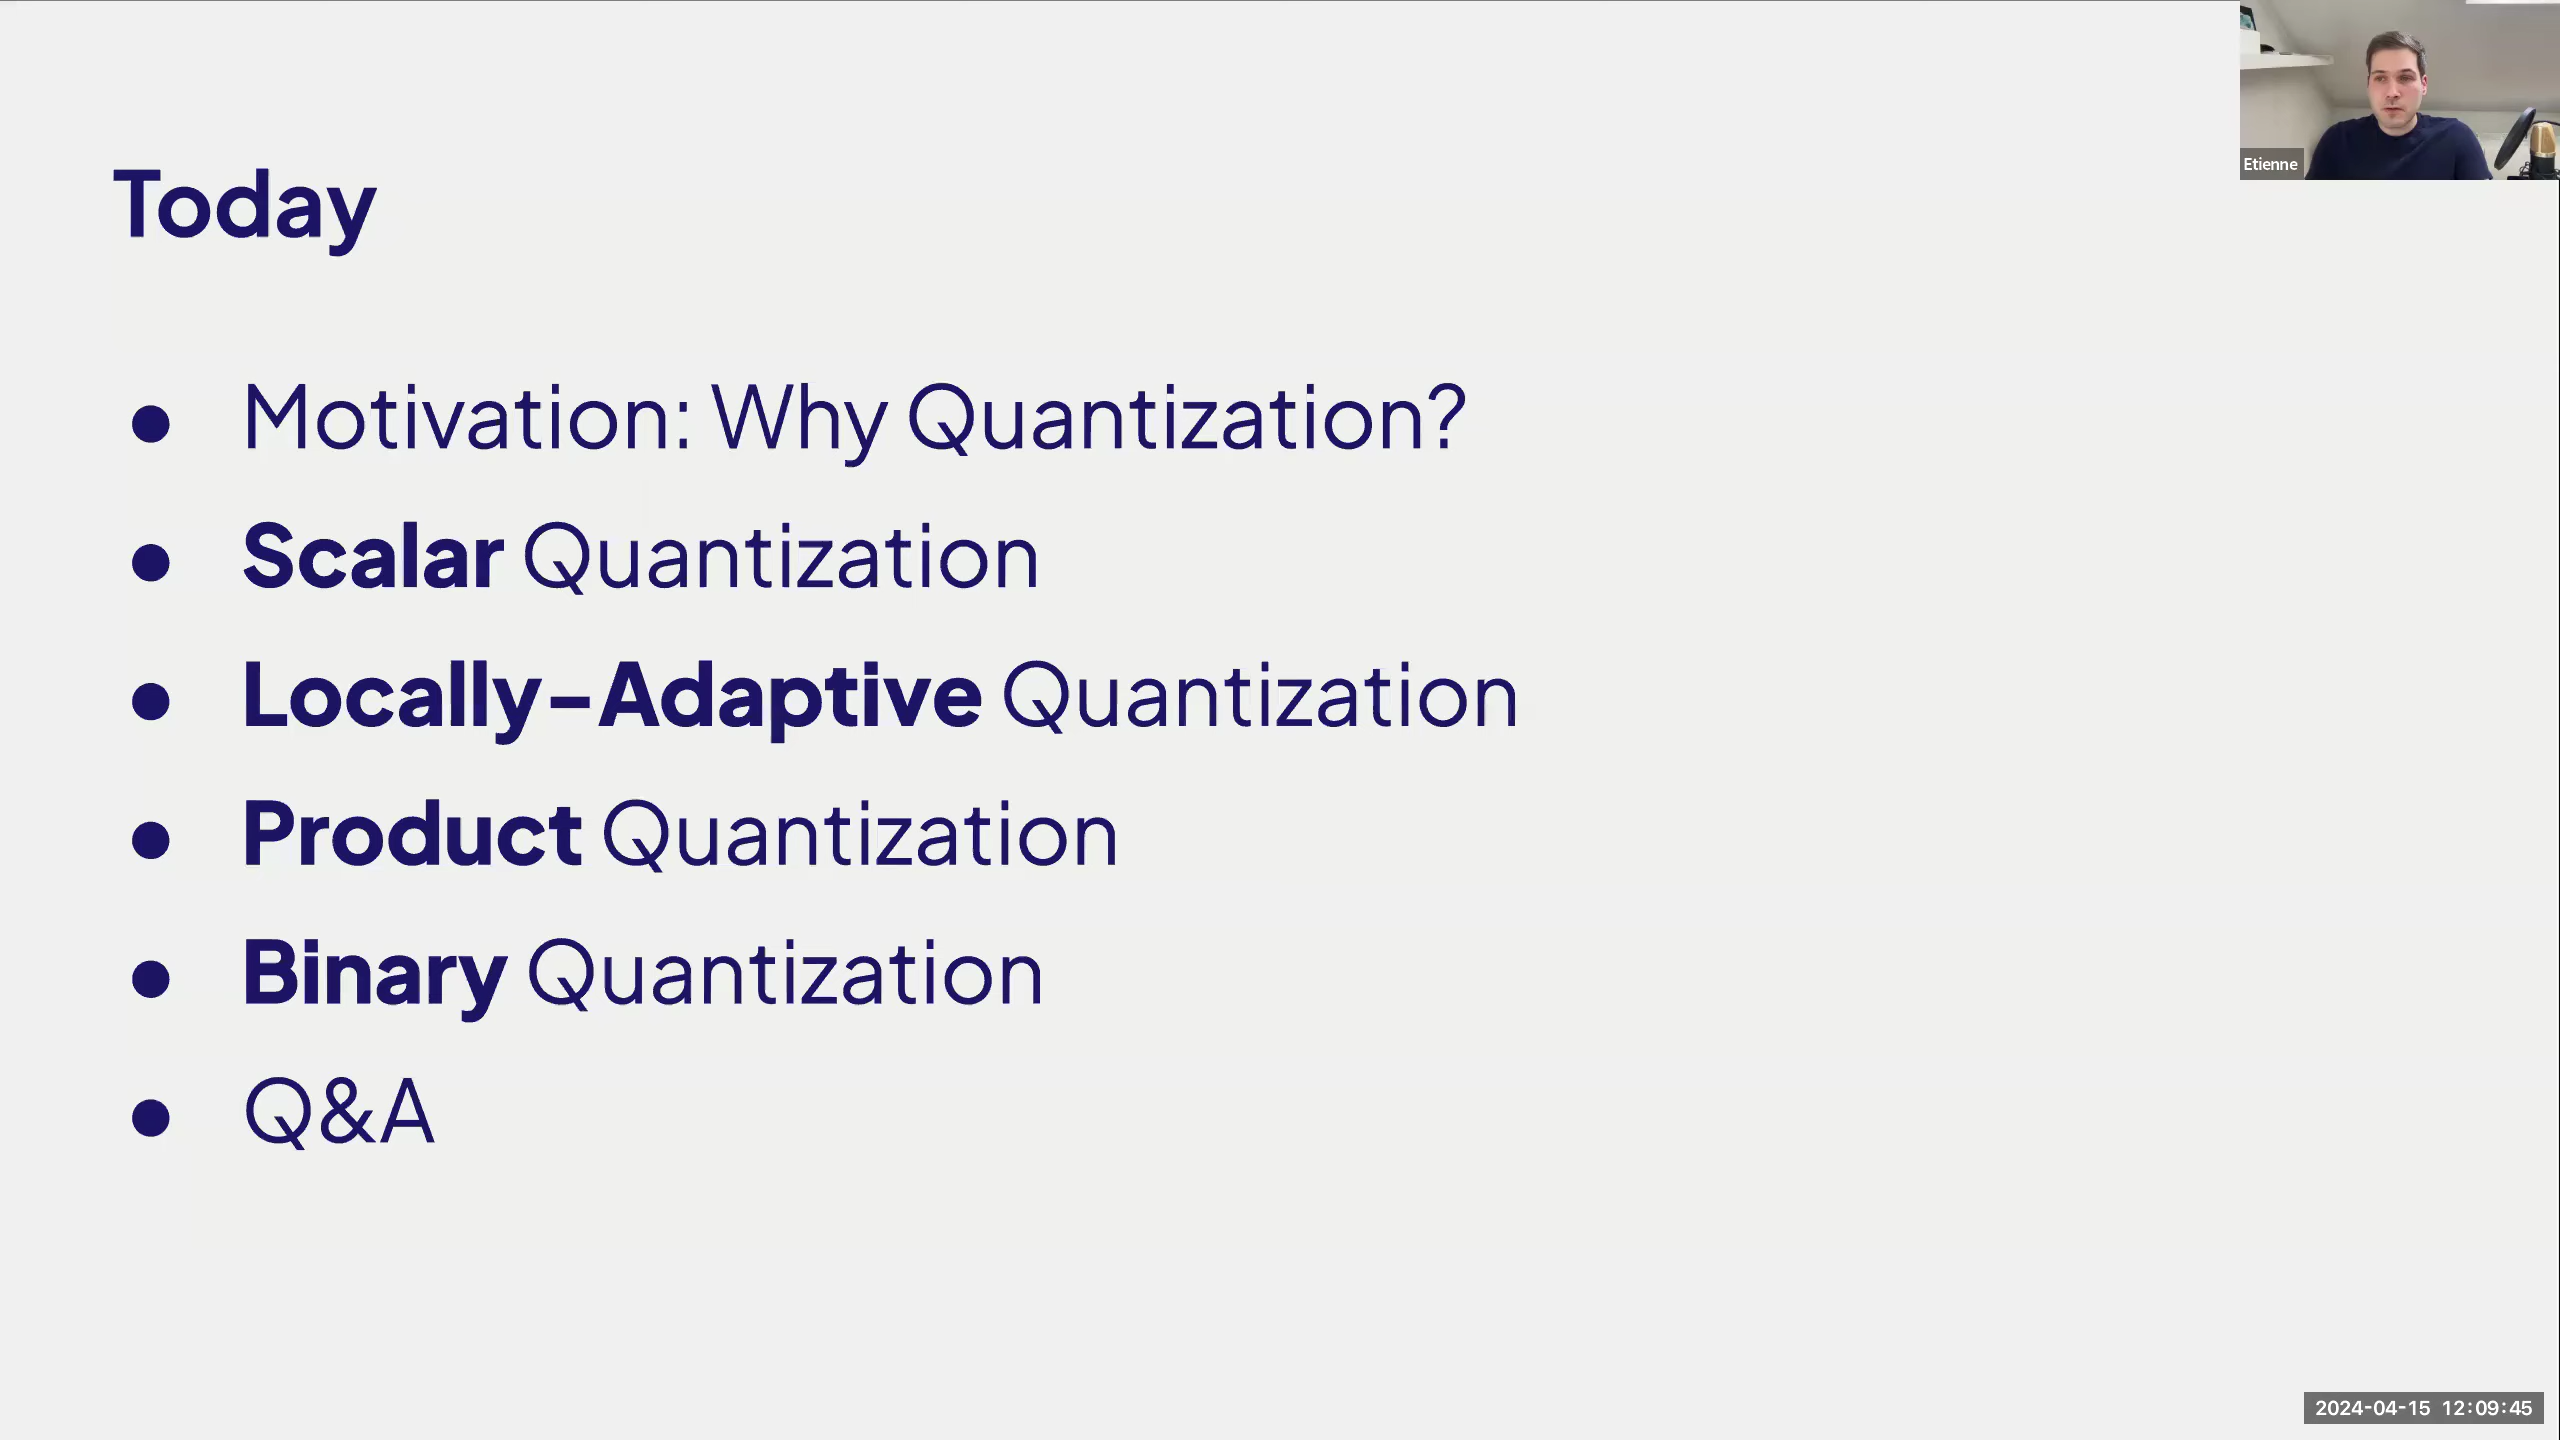 Etienne
Today
● Motivation: Why Quantization?
● Scalar Quantization
● Locally-Adaptive Quantization
● Product Quantization
● Binary Quantization
● Q&A
2024-04-15 12:09:45